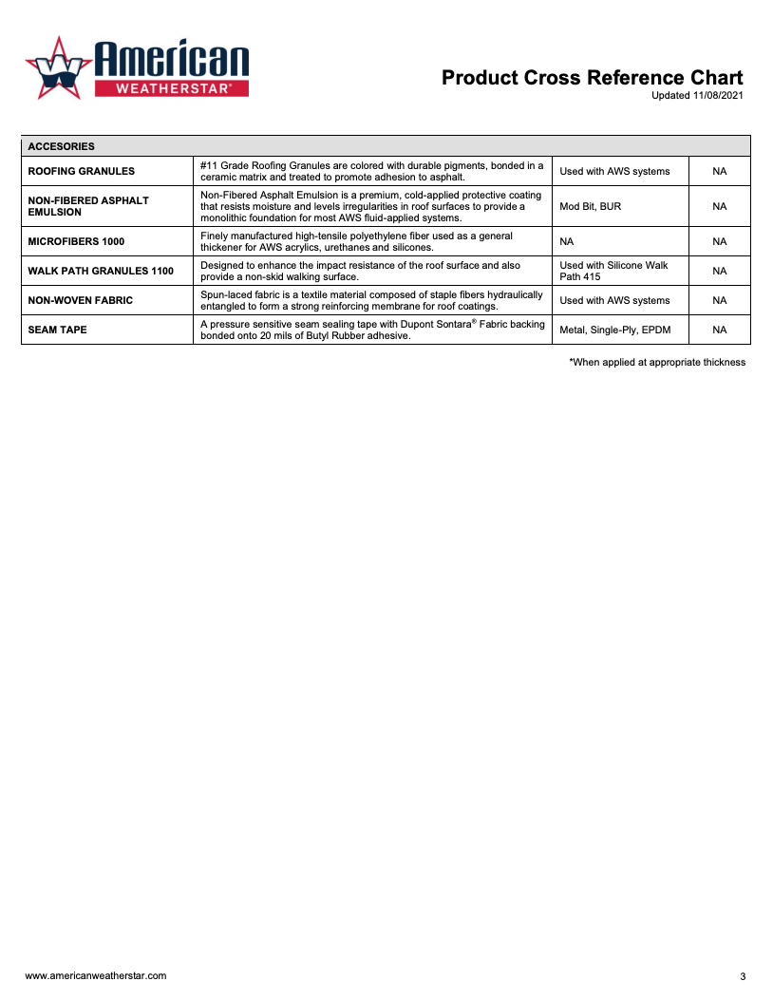 American
WEATHERSTAR®
Product Cross Reference Chart
Updated 11/08/2021
ACCESORIES
ROOFING GRANULES
#11 Grade Roofing Granules are colored with durable pigments, bonded in a
ceramic matrix and treated to promote adhesion to asphalt.
Used with AWS systems
NA
NON-FIBERED ASPHALT
EMULSION
Non-Fibered Asphalt Emulsion is a premium, cold-applied protective coating
that resists moisture and levels irregularities in roof surfaces to provide a
monolithic foundation for most AWS fluid-applied systems.
Mod Bit, BUR
NA
MICROFIBERS 1000
Finely manufactured high-tensile polyethylene fiber used as a general
thickener for AWS acrylics, urethanes and silicones.
NA
NA
WALK PATH GRANULES 1100
Designed to enhance the impact resistance of the roof surface and also
provide a non-skid walking surface.
Used with Silicone Walk
Path 415
NA
NON-WOVEN FABRIC
Spun-laced fabric is a textile material composed of staple fibers hydraulically
entangled to form a strong reinforcing membrane for roof coatings.
Used with AWS systems
NA
SEAM TAPE
A pressure sensitive seam sealing tape with Dupont Sontara® Fabric backing
bonded onto 20 mils of Butyl Rubber adhesive.
Metal, Single-Ply, EPDM
NA
*When applied at appropriate thickness
www.americanweatherstar.com
3